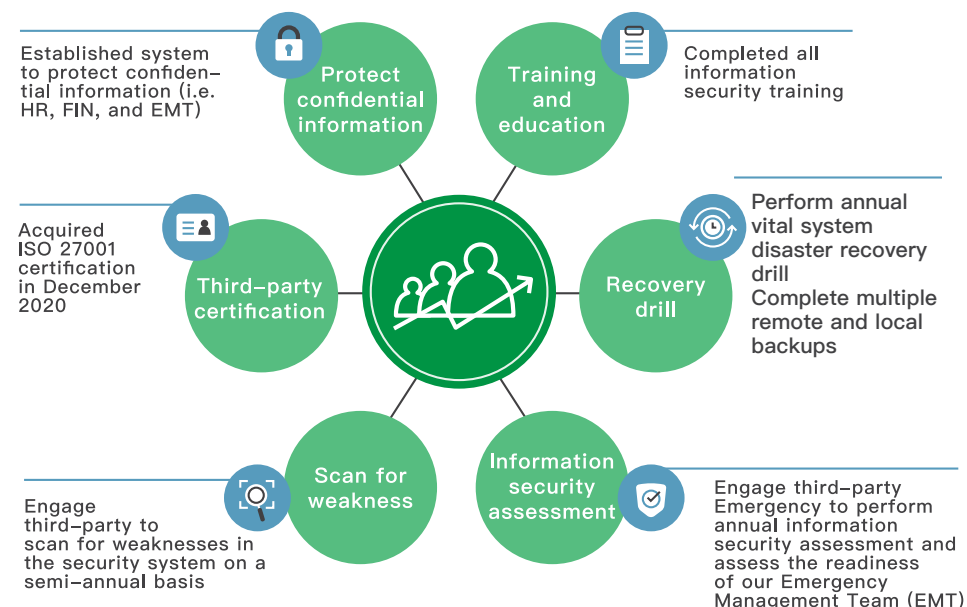 Established system
to protect confiden–
tial information (i.e.
HR, FIN, and EMT)
Protect
confidential
information
Training
and
education
Completed all
information
security training
Acquired
ISO 27001
certification
in December
2020
Third–party
certification
Recovery
drill
Perform annual
vital system
disaster recovery
drill
Complete multiple
remote and local
backups
Engage
third–party to
scan for weaknesses in
the security system on a
semi–annual basis
Scan for
weakness
Information
security
assessment
Engage third–party
Emergency to perform
annual information
security assessment and
assess the readiness
of our Emergency
Management Team (EMT)